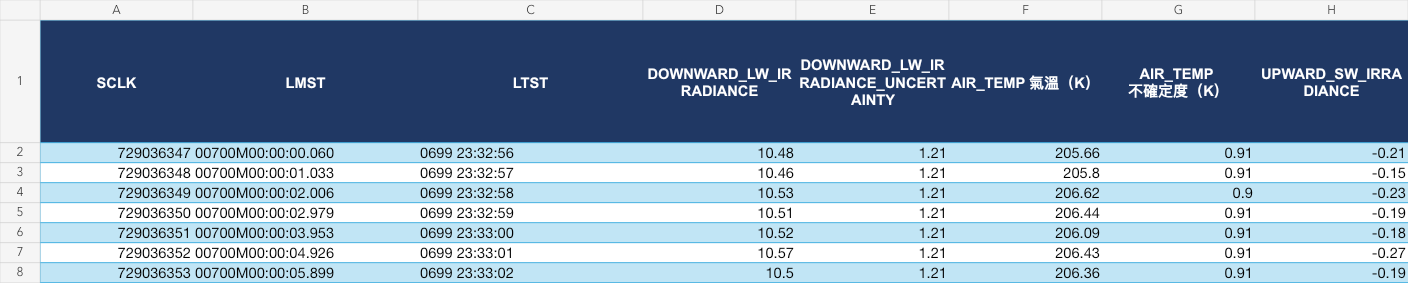 A B C D E F G H
1 SCLK LMST LTST DOWNWARD_LW_IR RADIANCE DOWNWARD_LW_IR RADIANCE_UNCERT AINTY AIR_TEMP 氣溫（K） AIR_TEMP 不確定度（K） UPWARD_SW_IRRA DIANCE
2 729036347 00700M00:00:00.060 0699 23:32:56 10.48 1.21 205.66 0.91 -0.21
3 729036348 00700M00:00:01.033 0699 23:32:57 10.46 1.21 205.8 0.91 -0.15
4 729036349 00700M00:00:02.006 0699 23:32:58 10.53 1.21 206.62 0.9 -0.23
5 729036350 00700M00:00:02.979 0699 23:32:59 10.51 1.21 206.44 0.91 -0.19
6 729036351 00700M00:00:03.953 0699 23:33:00 10.52 1.21 206.09 0.91 -0.18
7 729036352 00700M00:00:04.926 0699 23:33:01 10.57 1.21 206.43 0.91 -0.27
8 729036353 00700M00:00:05.899 0699 23:33:02 10.5 1.21 206.36 0.91 -0.19